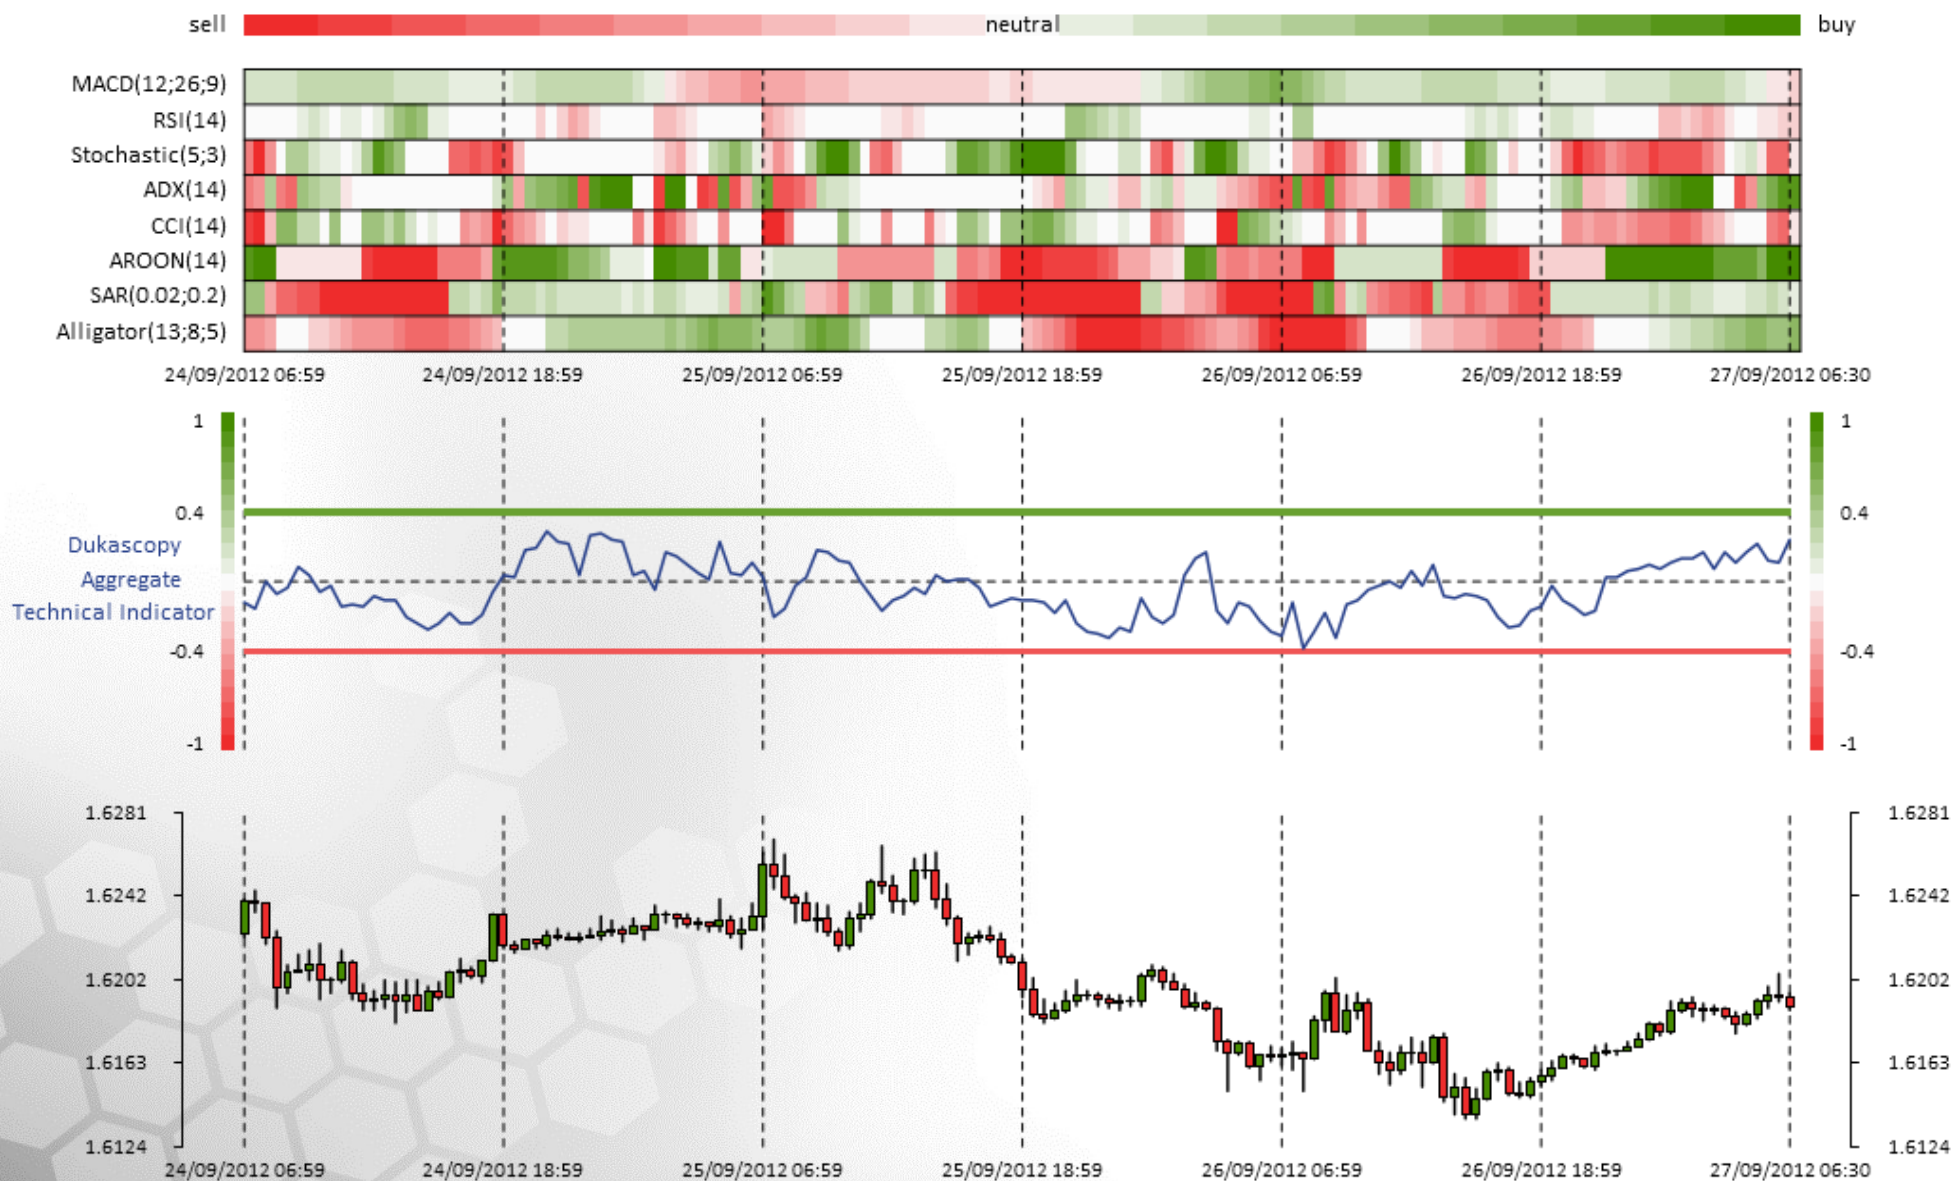 sell neutral buy
MACD(12;26;9)
RSI(14)
Stochastic(5;3)
ADX(14)
CCI(14)
AROON(14)
SAR(0.02;0.2)
Alligator(13;8;5)
24/09/2012 06:59 24/09/2012 18:59 25/09/2012 06:59 25/09/2012 18:59 26/09/2012 06:59 26/09/2012 18:59 27/09/2012 06:30
1 1
0.4 0.4
Dukascopy
Aggregate
Technical Indicator
-0.4 -0.4
-1 -1
1.6281 1.6281
1.6242 1.6242
1.6202 1.6202
1.6163 1.6163
1.6124 1.6124
24/09/2012 06:59 24/09/2012 18:59 25/09/2012 06:59 25/09/2012 18:59 26/09/2012 06:59 26/09/2012 18:59 27/09/2012 06:30